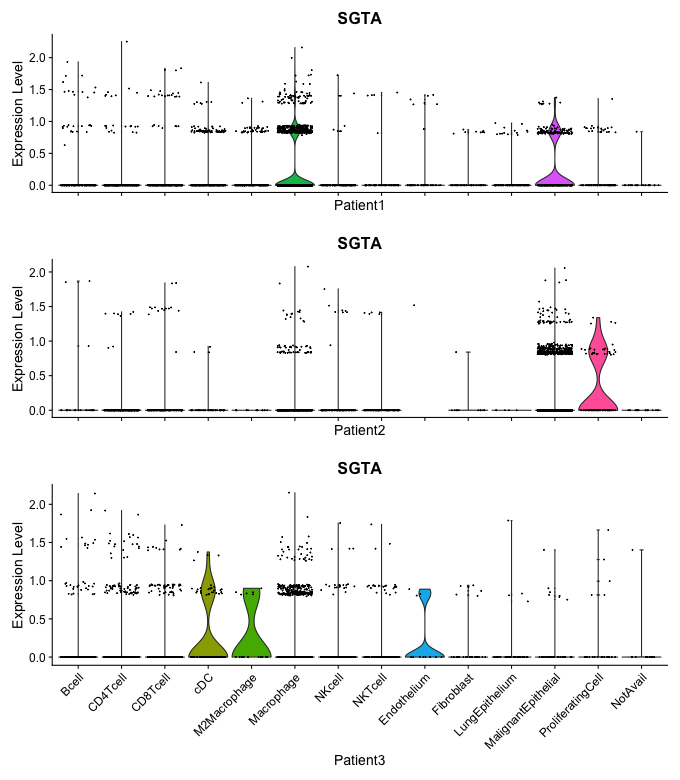 SGTA
Expression Level
2.0
1.5
1.0
0.5
0.0
Patient1
SGTA
Expression Level
2.0
1.5
1.0
0.5
0.0
Patient2
SGTA
Expression Level
2.0
1.5
1.0
0.5
0.0
Bcell
CD4Tcell
CD8Tcell
cDC
M2Macrophage
Macrophage
NKcell
NKTcell
Endothelium
Fibroblast
LungEpithelium
MalignantEpithelial
ProliferatingCell
NotAvail
Patient3